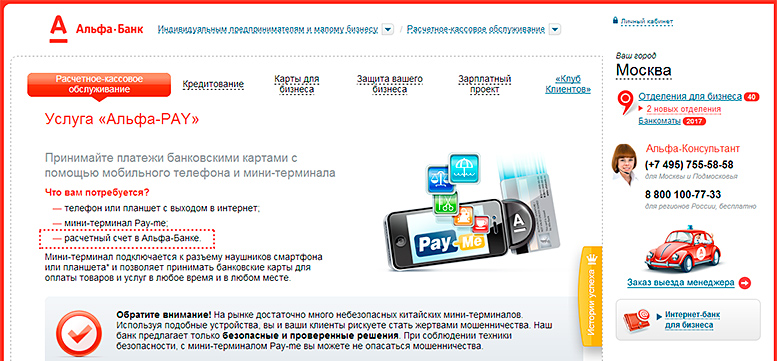 Альфа·Банк
Индивидуальным предпринимателям и малому бизнесу / Расчетное-кассовое обслуживание
Личный кабинет
Расчетное-кассовое
обслуживание
Кредитование
Карты для
бизнеса
Защита вашего
бизнеса
Зарплатный
проект
«Клуб
Клиентов»
Услуга «Альфа-PAY»
Принимайте платежи банковскими картами с
помощью мобильного телефона и мини-терминала
Что вам потребуется?
— телефон или планшет с выходом в интернет;
— мини-терминал Pay-me;
— расчетный счет в Альфа-Банке.
Мини-терминал подключается к разъему наушников смартфона
или планшета* и позволяет принимать банковские карты для
оплаты товаров и услуг в любое время и в любом месте.
Pay-Me
Истории успеха
Обратите внимание! На рынке достаточно много небезопасных китайских мини-терминалов.
Используя подобные устройства, вы и ваши клиенты рискуете стать жертвами мошенничества. Наш
банк предлагает только безопасные и проверенные решения. При соблюдении техники
безопасности, с мини-терминалом Pay-me вы можете не опасаться мошенничества.
Ваш город
Москва
Отделения для бизнеса 40
2 новых отделения
Банкоматы 2017
Альфа-Консультант
(+7 495) 755-58-58
для Москвы и Подмосковья
8 800 100-77-33
для регионов России, бесплатно
Заказ выезда менеджера
Интернет-банк
для бизнеса